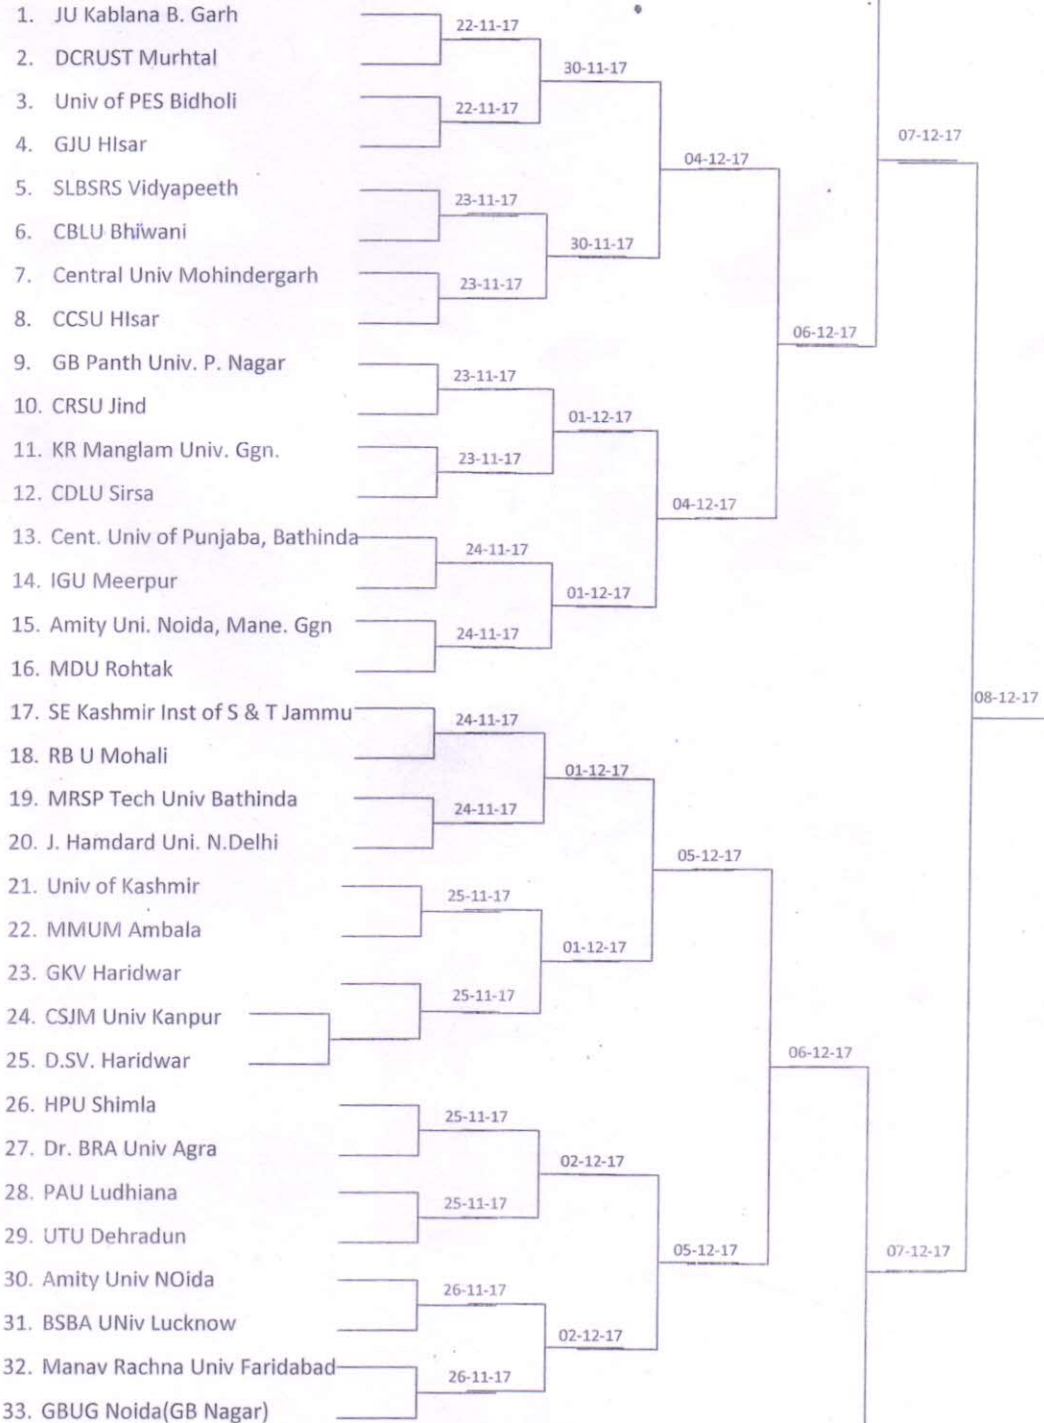 1. JU Kablana B. Garh
22-11-17
2. DCRUST Murhtal
30-11-17
3. Univ of PES Bidholi
22-11-17
4. GJU HIsar
07-12-17
04-12-17
5. SLBSRS Vidyapeeth
23-11-17
6. CBLU Bhiwani
30-11-17
7. Central Univ Mohindergarh
23-11-17
8. CCSU HIsar
06-12-17
9. GB Panth Univ. P. Nagar
23-11-17
10. CRSU Jind
01-12-17
11. KR Manglam Univ. Ggn.
23-11-17
12. CDLU Sirsa
04-12-17
13. Cent. Univ of Punjaba, Bathinda
24-11-17
14. IGU Meerpur
01-12-17
15. Amity Uni. Noida, Mane. Ggn
24-11-17
16. MDU Rohtak
08-12-17
17. SE Kashmir Inst of S & T Jammu
24-11-17
18. RB U Mohali
01-12-17
19. MRSP Tech Univ Bathinda
24-11-17
20. J. Hamdard Uni. N.Delhi
05-12-17
21. Univ of Kashmir
25-11-17
22. MMUM Ambala
01-12-17
23. GKV Haridwar
25-11-17
24. CSJM Univ Kanpur
25. D.SV. Haridwar
06-12-17
26. HPU Shimla
25-11-17
27. Dr. BRA Univ Agra
02-12-17
28. PAU Ludhiana
25-11-17
29. UTU Dehradun
05-12-17
07-12-17
30. Amity Univ NOida
26-11-17
31. BSBA UNiv Lucknow
02-12-17
32. Manav Rachna Univ Faridabad
26-11-17
33. GBUG Noida(GB Nagar)